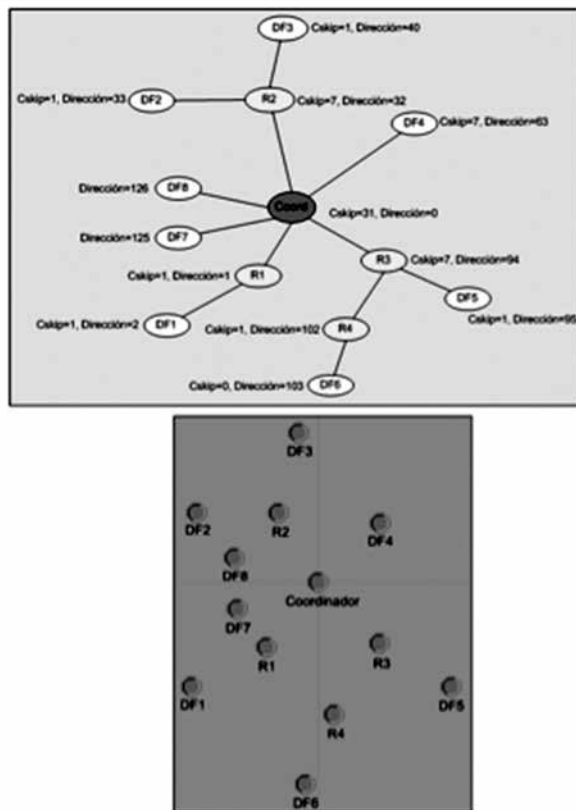 DF3 Cskip=1, Dirección=40
Cskip=1, Dirección=33 DF2 R2 Cskip=7, Dirección=32
DF4 Cskip=7, Dirección=63
Dirección=126 DF8
Coord Cskip=31, Dirección=0
Dirección=125 DF7
Cskip=1, Dirección=1 R1 R3 Cskip=7, Dirección=94
DF5
Cskip=1, Dirección=95
Cskip=1, Dirección=2 DF1 Cskip=1, Dirección=102 R4
Cskip=0, Dirección=103 DF6
DF3
DF2 R2 DF4
DF8
Coordinador
DF7
R1 R3
DF1 DF5
R4
DF6